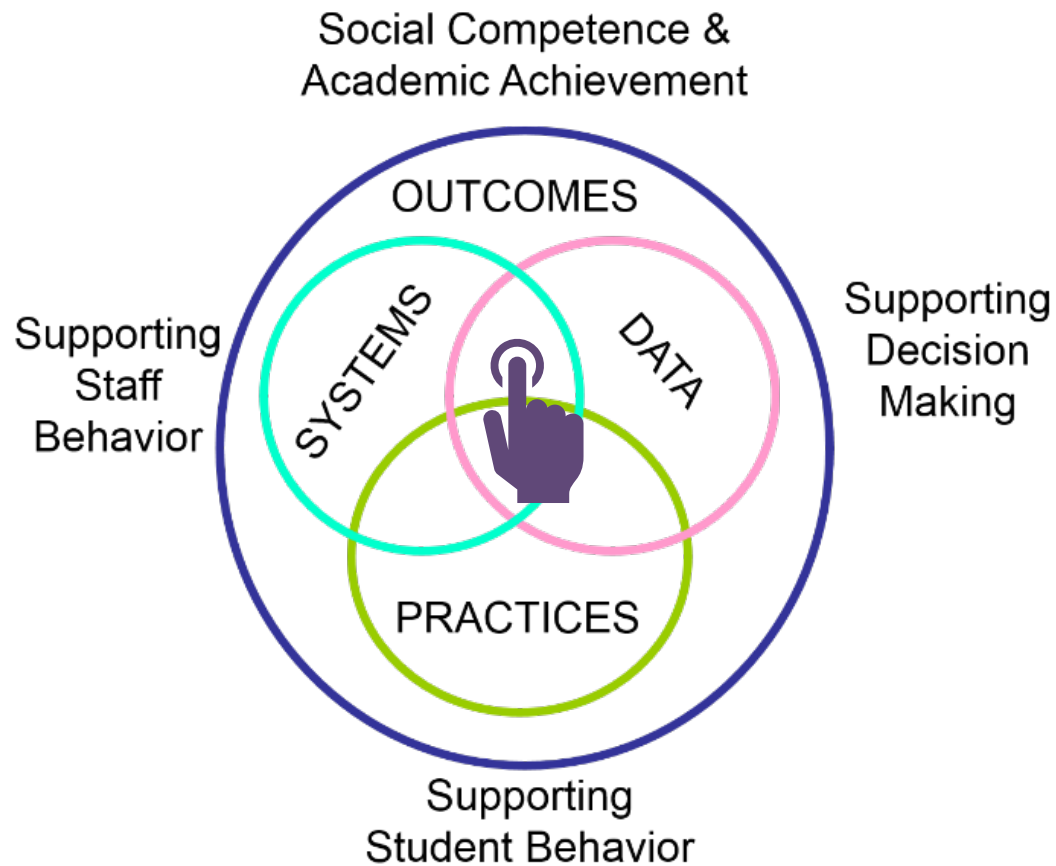 Social Competence &
Academic Achievement
OUTCOMES
Supporting
Staff
Behavior
SYSTEMS
DATA
Supporting
Decision
Making
PRACTICES
Supporting
Student Behavior